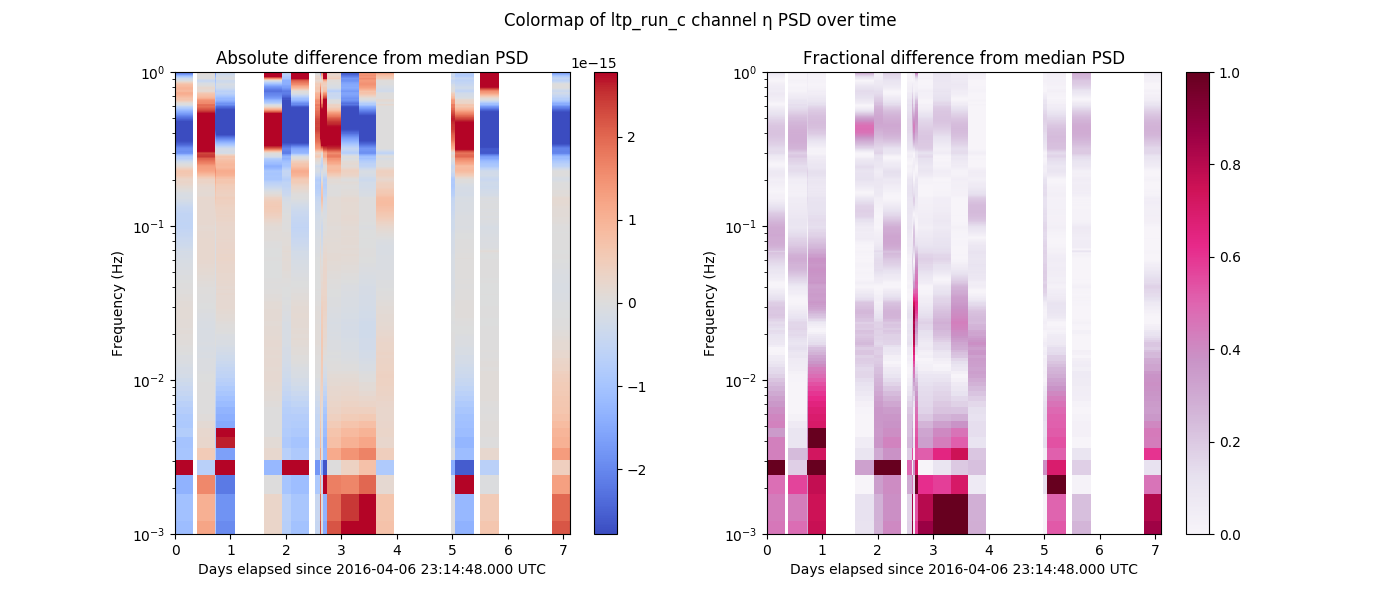 Colormap of ltp_run_c channel η PSD over time
Absolute difference from median PSD
1e−15
Frequency (Hz)
10⁰
10⁻¹
10⁻²
10⁻³
0 1 2 3 4 5 6 7
Days elapsed since 2016-04-06 23:14:48.000 UTC
2
1
0
−1
−2
Fractional difference from median PSD
Frequency (Hz)
10⁰
10⁻¹
10⁻²
10⁻³
0 1 2 3 4 5 6 7
Days elapsed since 2016-04-06 23:14:48.000 UTC
1.0
0.8
0.6
0.4
0.2
0.0